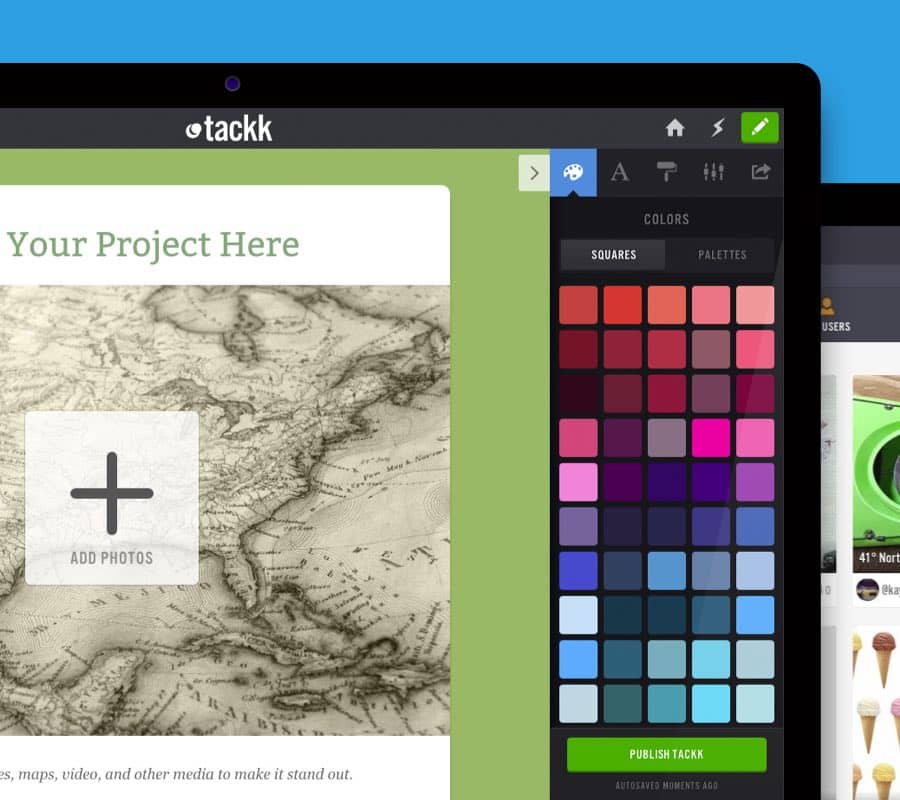 tackk
COLORS
SQUARES
PALETTES
Your Project Here
USERS
ADD PHOTOS
41° Nort
@ka
PUBLISH TACKK
es, maps, video, and other media to make it stand out.
AUTOSAVED MOMENTS AGO